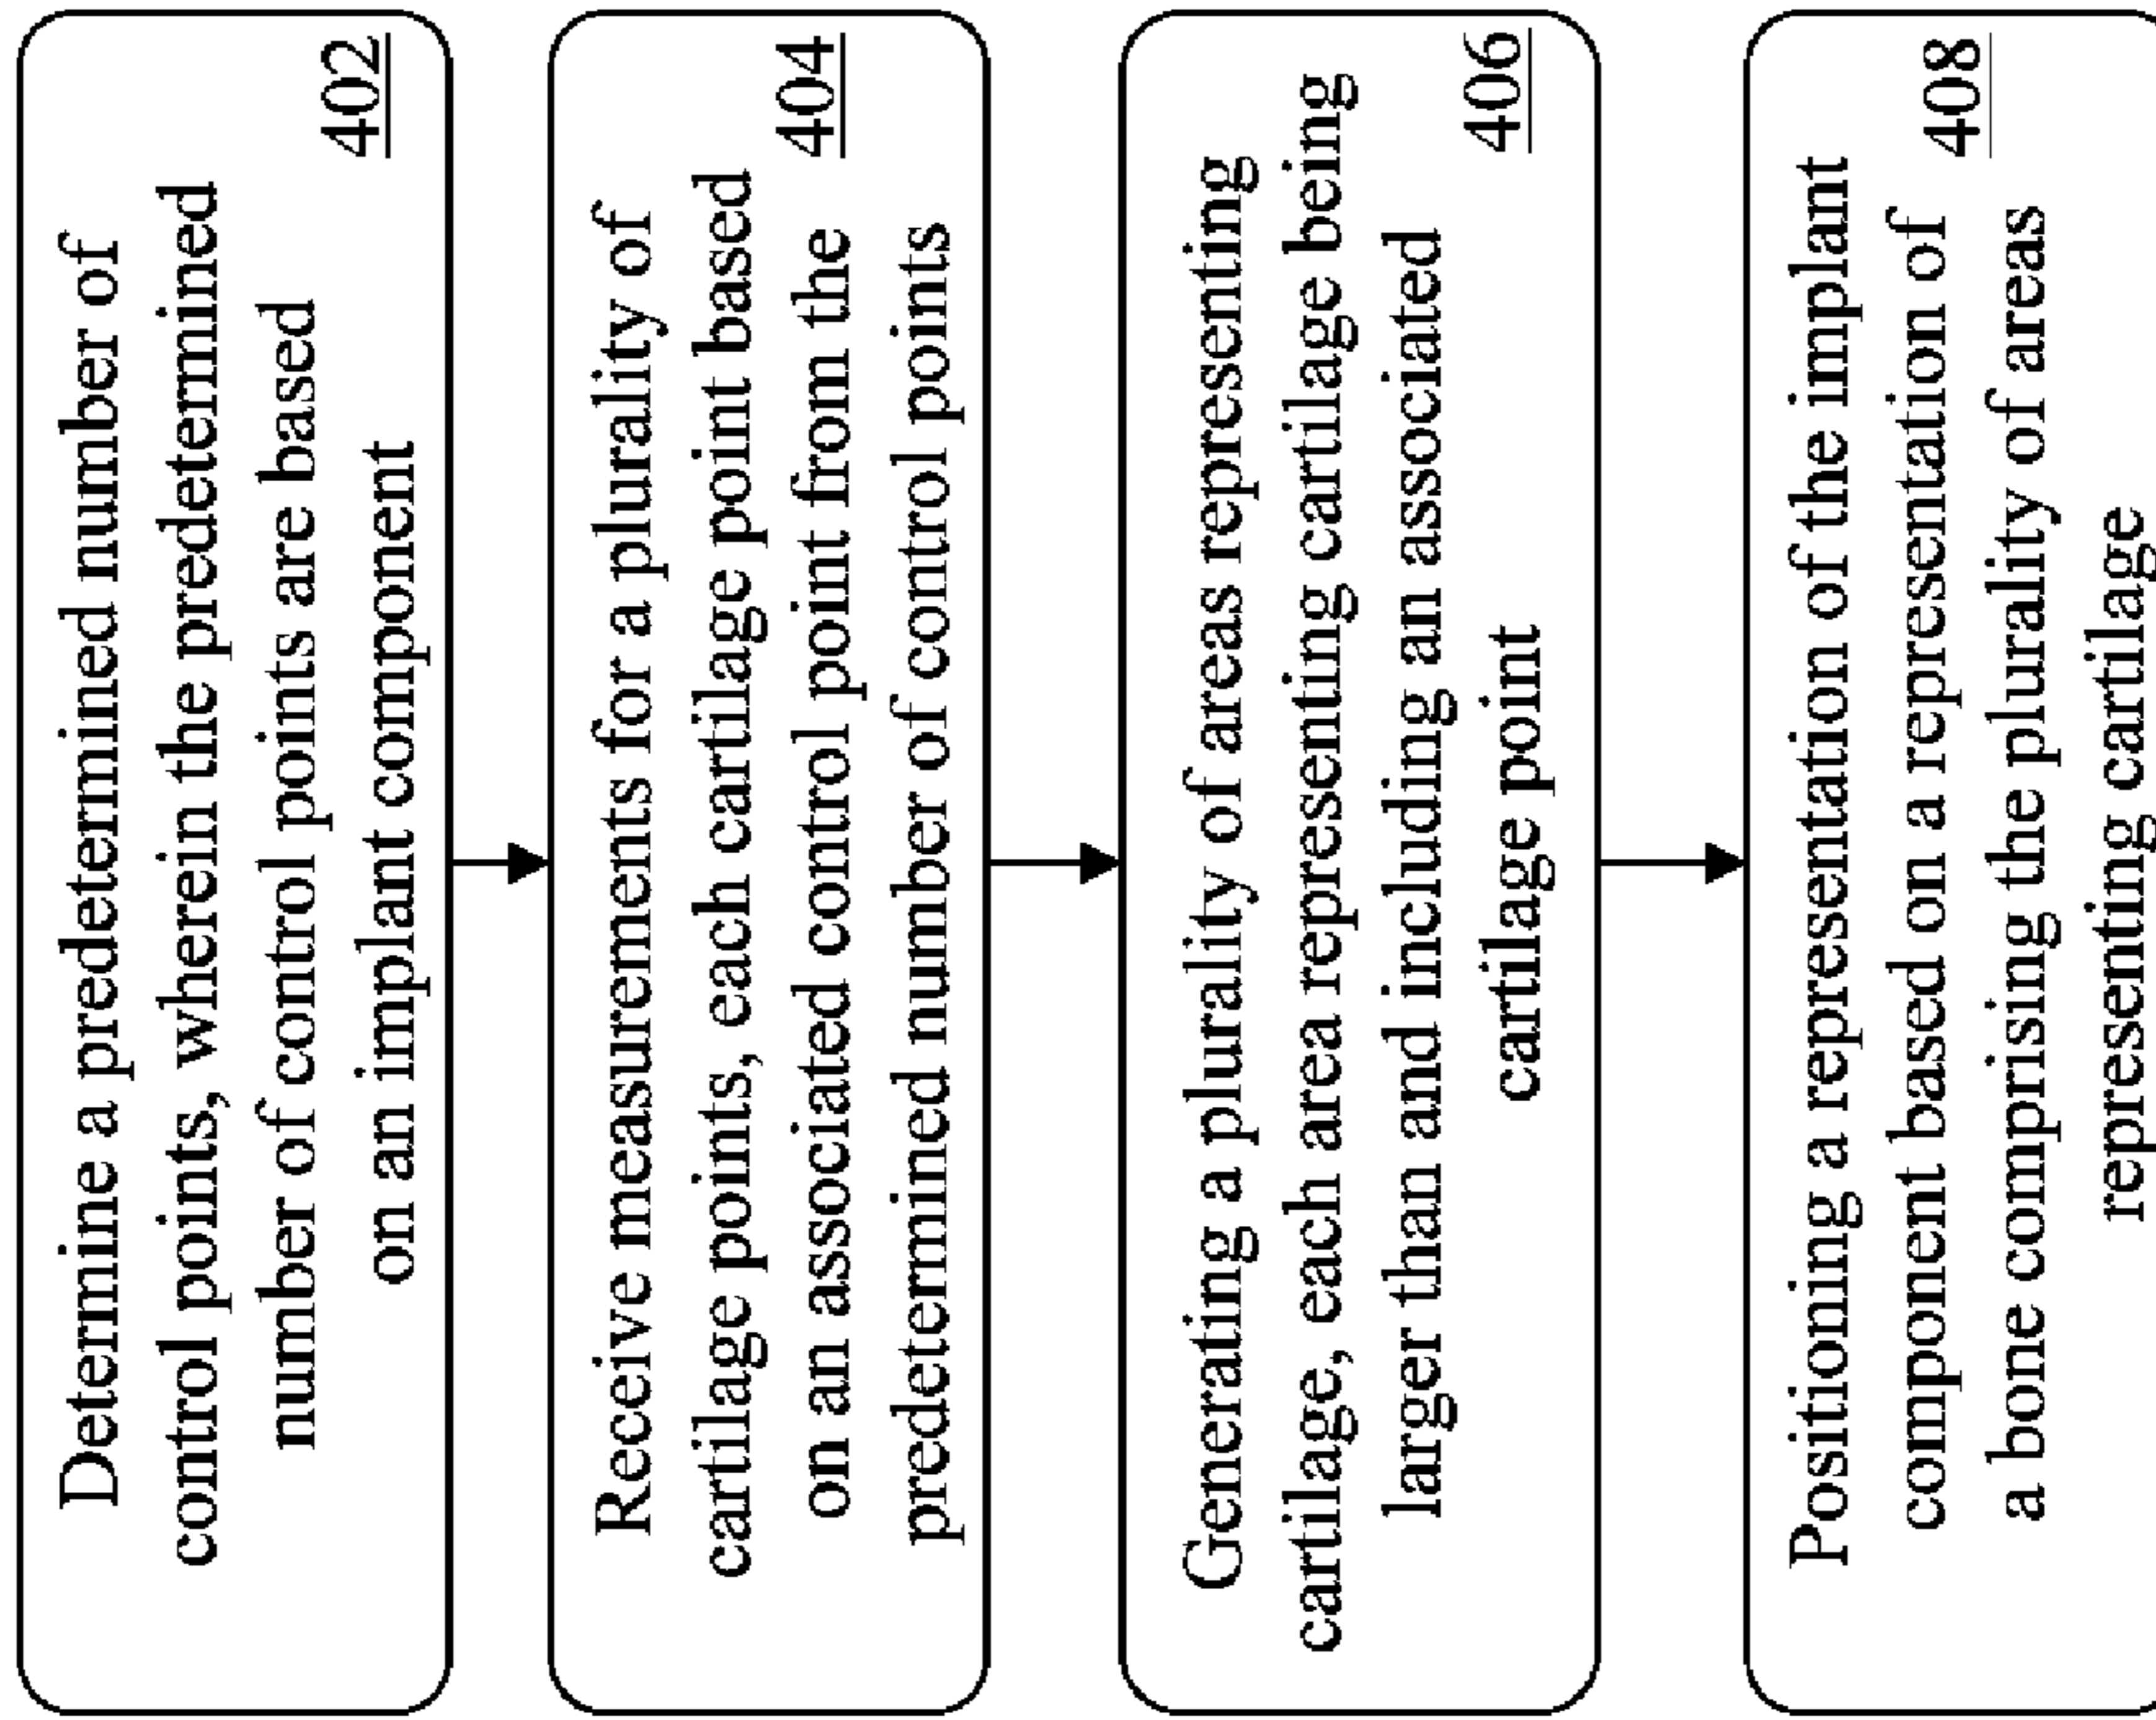 Determine a predetermined number of
control points, wherein the predetermined
number of control points are based
on an implant component
402
Receive measurements for a plurality of
cartilage points, each cartilage point based
on an associated control point from the
predetermined number of control points
404
Generating a plurality of areas representing
cartilage, each area representing cartilage being
larger than and including an associated
cartilage point
406
Positioning a representation of the implant
component based on a representation of
a bone comprising the plurality of areas
representing cartilage
408